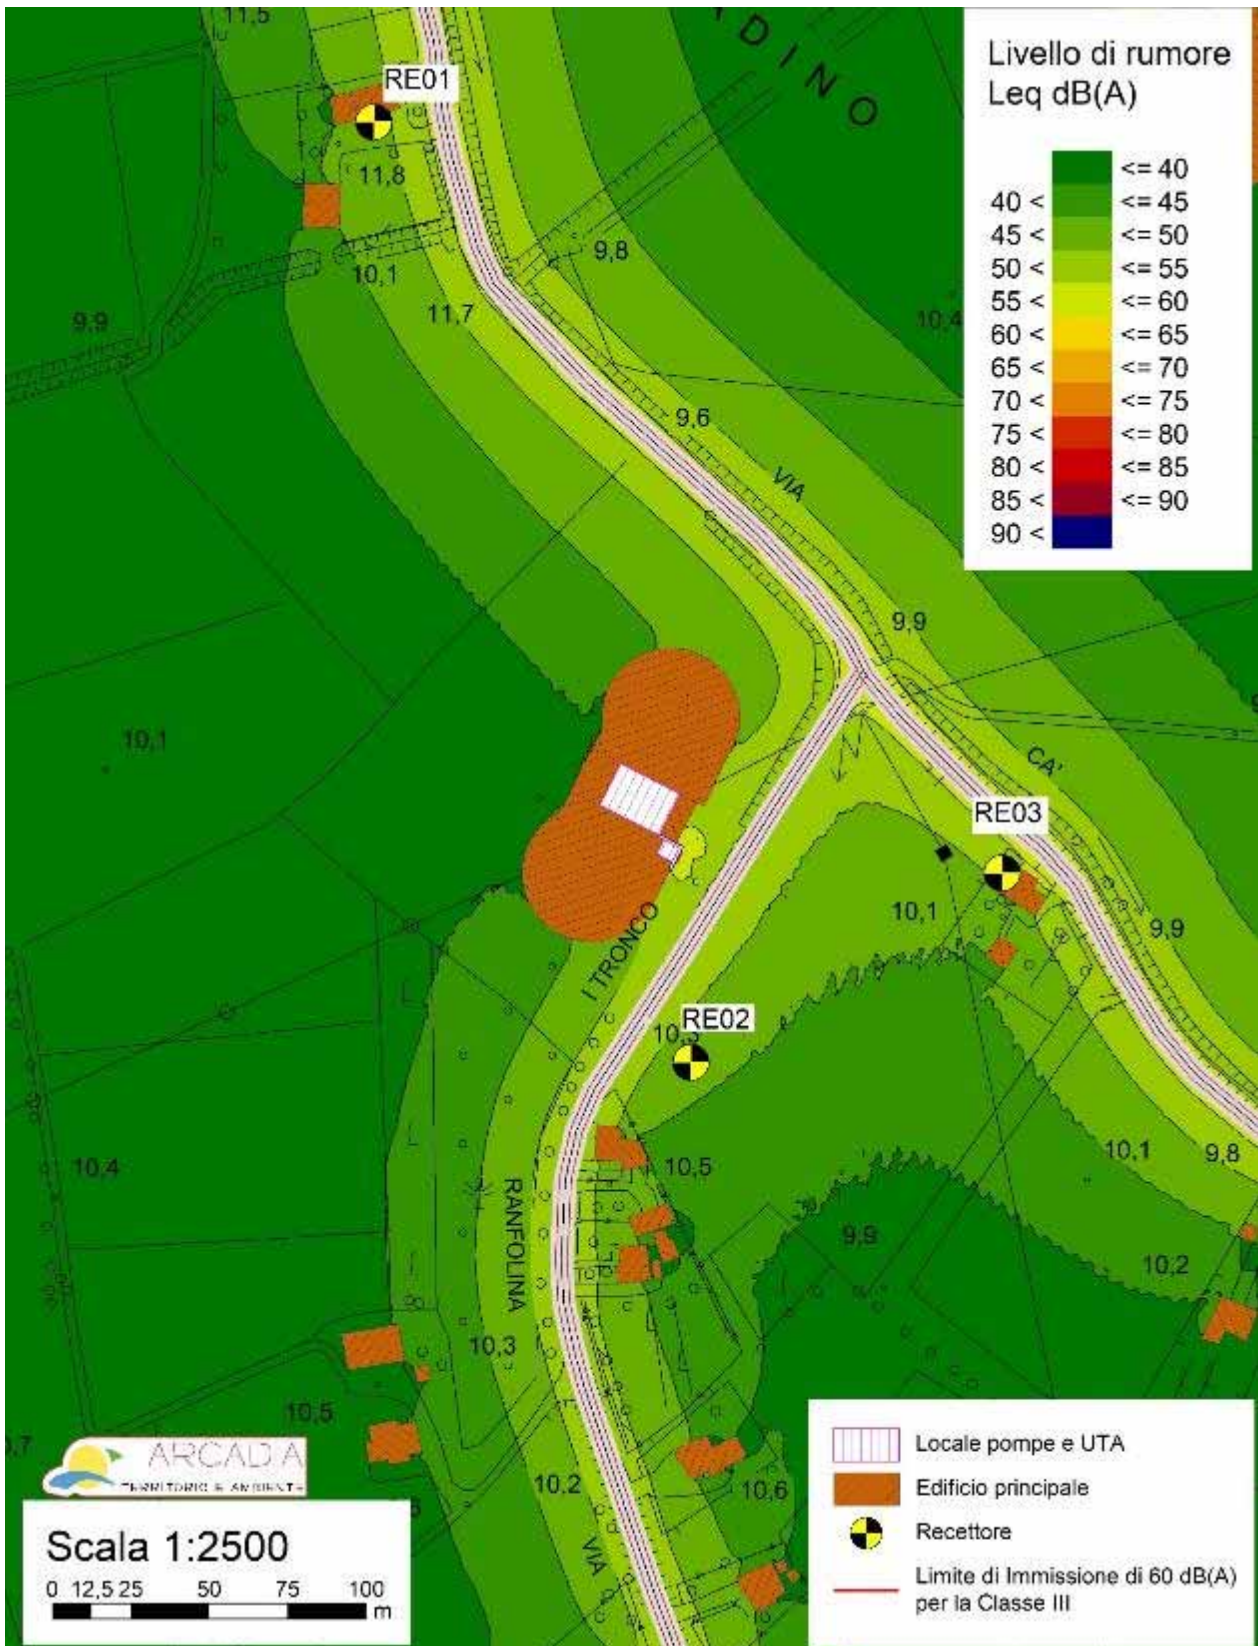 11,5
ADINO
RE01
11,8
10,1
9,8
9,9
11,7
10,4
9,6
VIA
Livello di rumore
Leq dB(A)
<= 40
40 < <= 45
45 < <= 50
50 < <= 55
55 < <= 60
60 < <= 65
65 < <= 70
70 < <= 75
75 < <= 80
80 < <= 85
85 < <= 90
90 <
9,9
10,1
CA'
RE03
10,1
9,9
I TRONCO
RE02
10,3
10,4
10,5
RANFOLINA
10,1
9,8
9,9
10,2
10,3
10,5
10,2
10,6
VIA
ARCADIA
TERRITORIO E AMBIENTE
Scala 1:2500
0 12,5 25 50 75 100
m
Locale pompe e UTA
Edificio principale
Recettore
Limite di Immissione di 60 dB(A)
per la Classe III